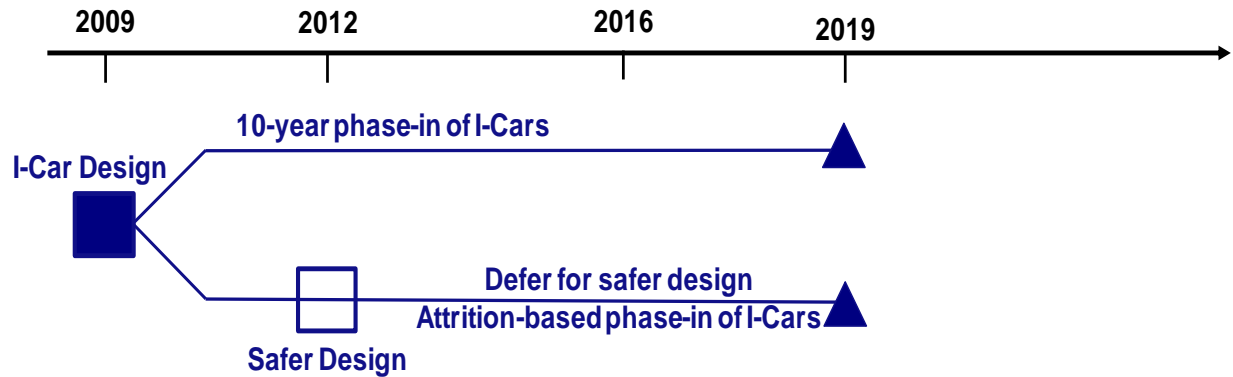 2009 2012 2016 2019
10-year phase-in of I-Cars
I-Car Design
Defer for safer design
Attrition-based phase-in of I-Cars
Safer Design